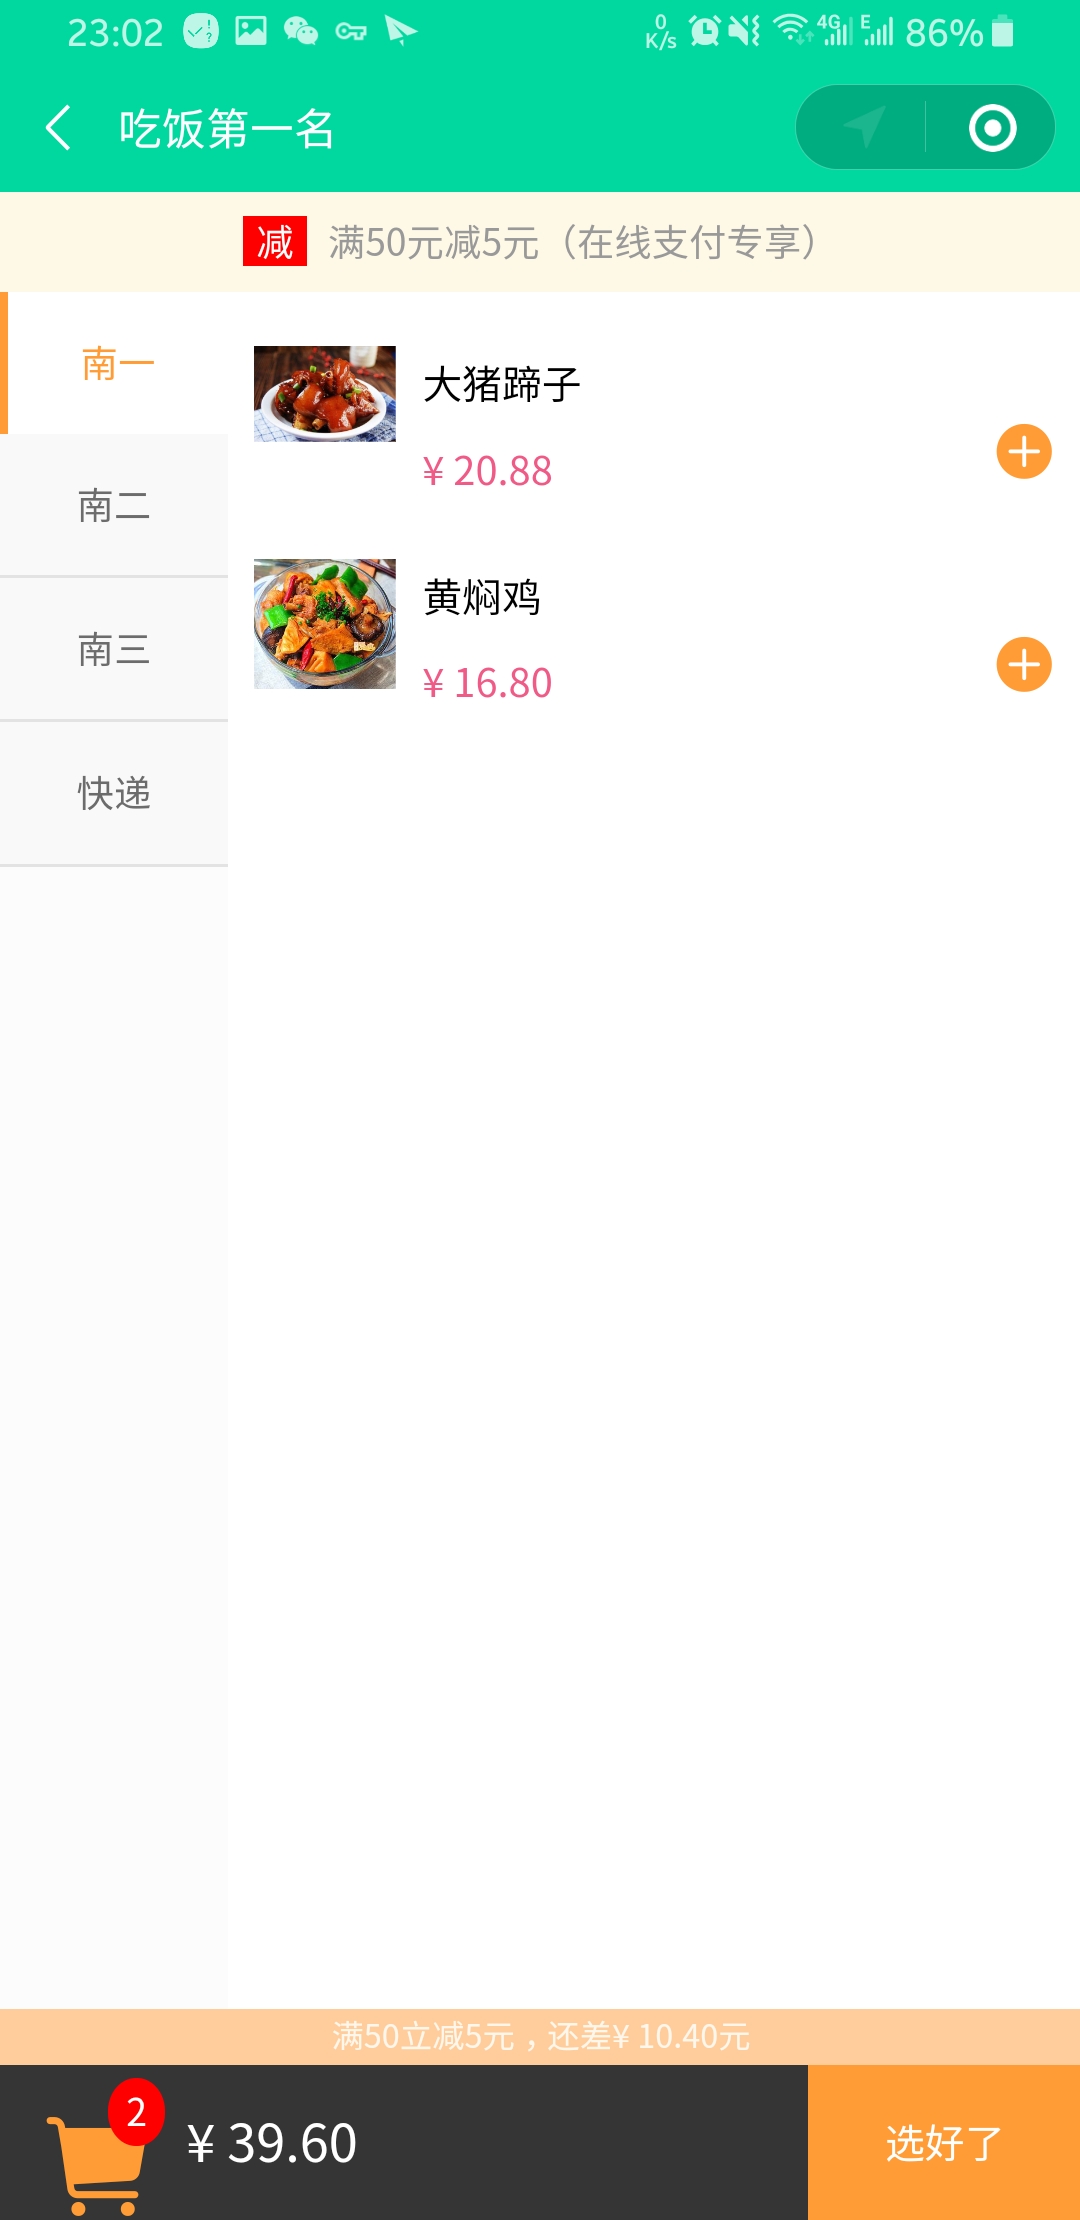 23:02
0
K/s
4G
E
86%
吃饭第一名
减 满50元减5元（在线支付专享）
南一
南二
南三
快递
大猪蹄子
¥ 20.88
黄焖鸡
¥ 16.80
满50立减5元，还差¥ 10.40元
2
¥ 39.60
选好了